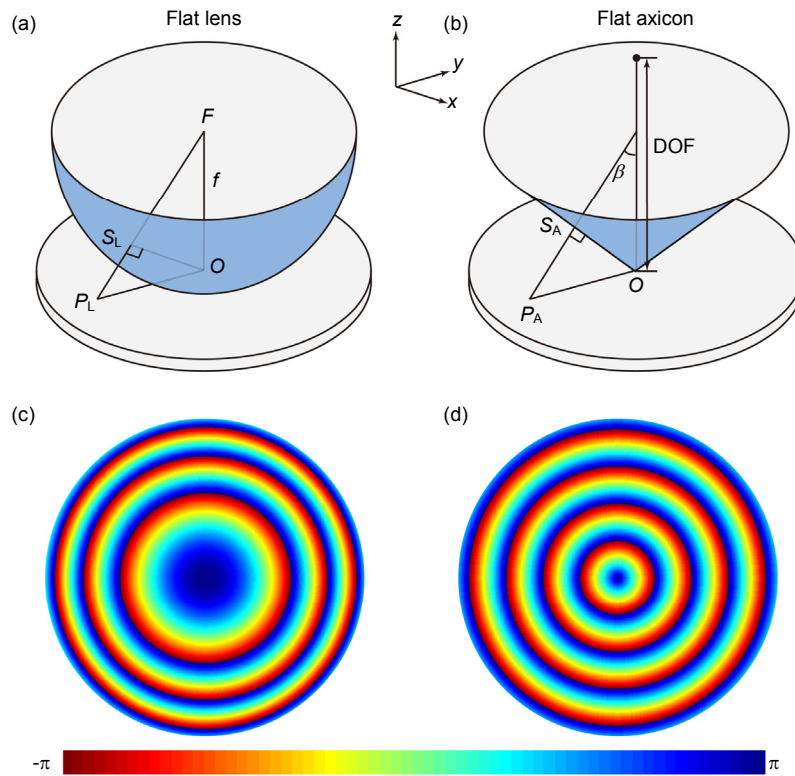 (a) Flat lens
F
f
S_L
O
P_L
z
y
x
(b) Flat axicon
DOF
β
S_A
O
P_A
(c)
(d)
-π π